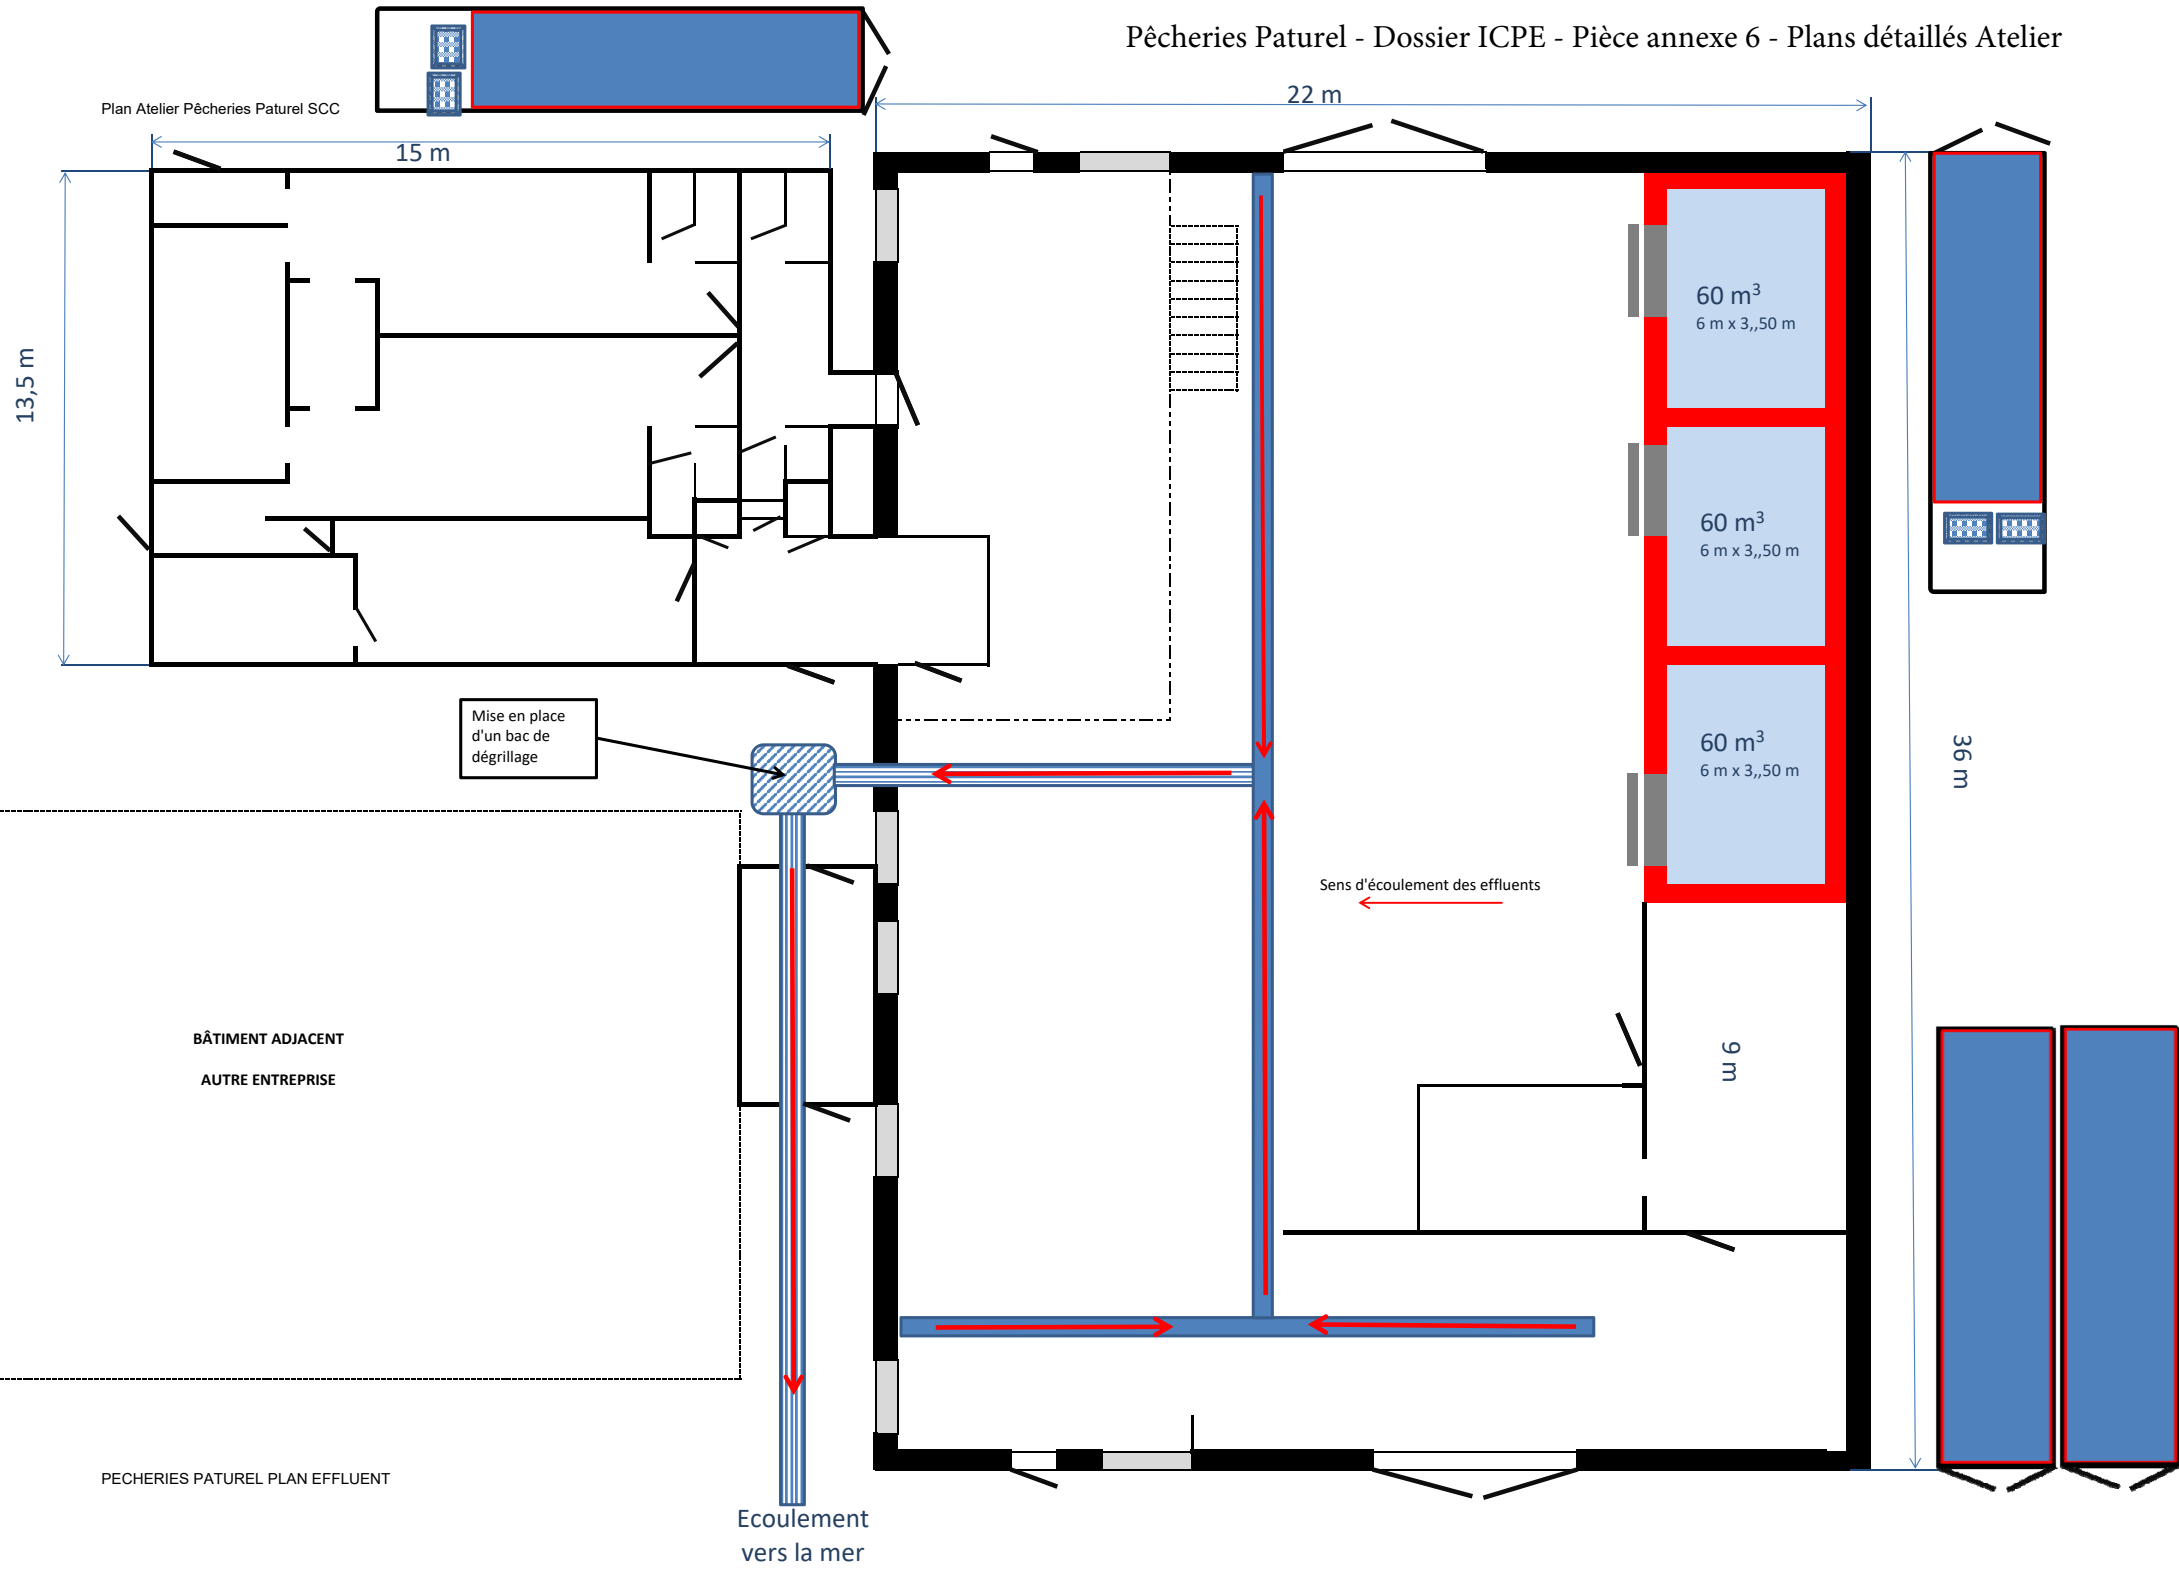 Pêcheries Paturel - Dossier ICPE - Pièce annexe 6 - Plans détaillés Atelier
Plan Atelier Pêcheries Paturel SCC
22 m
15 m
13,5 m
60 m³
6 m x 3,,50 m
60 m³
6 m x 3,,50 m
60 m³
6 m x 3,,50 m
36 m
Mise en place
d'un bac de
dégrillage
Sens d'écoulement des effluents
9 m
BÂTIMENT ADJACENT
AUTRE ENTREPRISE
PECHERIES PATUREL PLAN EFFLUENT
Ecoulement
vers la mer